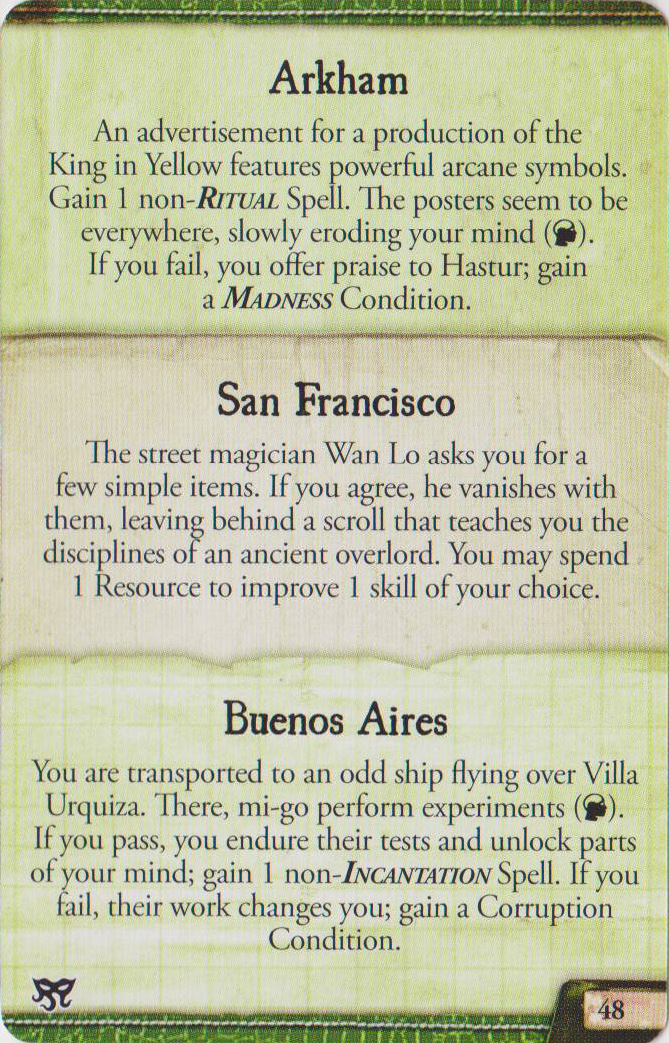 Arkham
An advertisement for a production of the
King in Yellow features powerful arcane symbols.
Gain 1 non-RITUAL Spell. The posters seem to be
everywhere, slowly eroding your mind ( ).
If you fail, you offer praise to Hastur; gain
a MADNESS Condition.
San Francisco
The street magician Wan Lo asks you for a
few simple items. If you agree, he vanishes with
them, leaving behind a scroll that teaches you the
disciplines of an ancient overlord. You may spend
1 Resource to improve 1 skill of your choice.
Buenos Aires
You are transported to an odd ship flying over Villa
Urquiza. There, mi-go perform experiments ( ).
If you pass, you endure their tests and unlock parts
of your mind; gain 1 non-INCANTATION Spell. If you
fail, their work changes you; gain a Corruption
Condition.
48